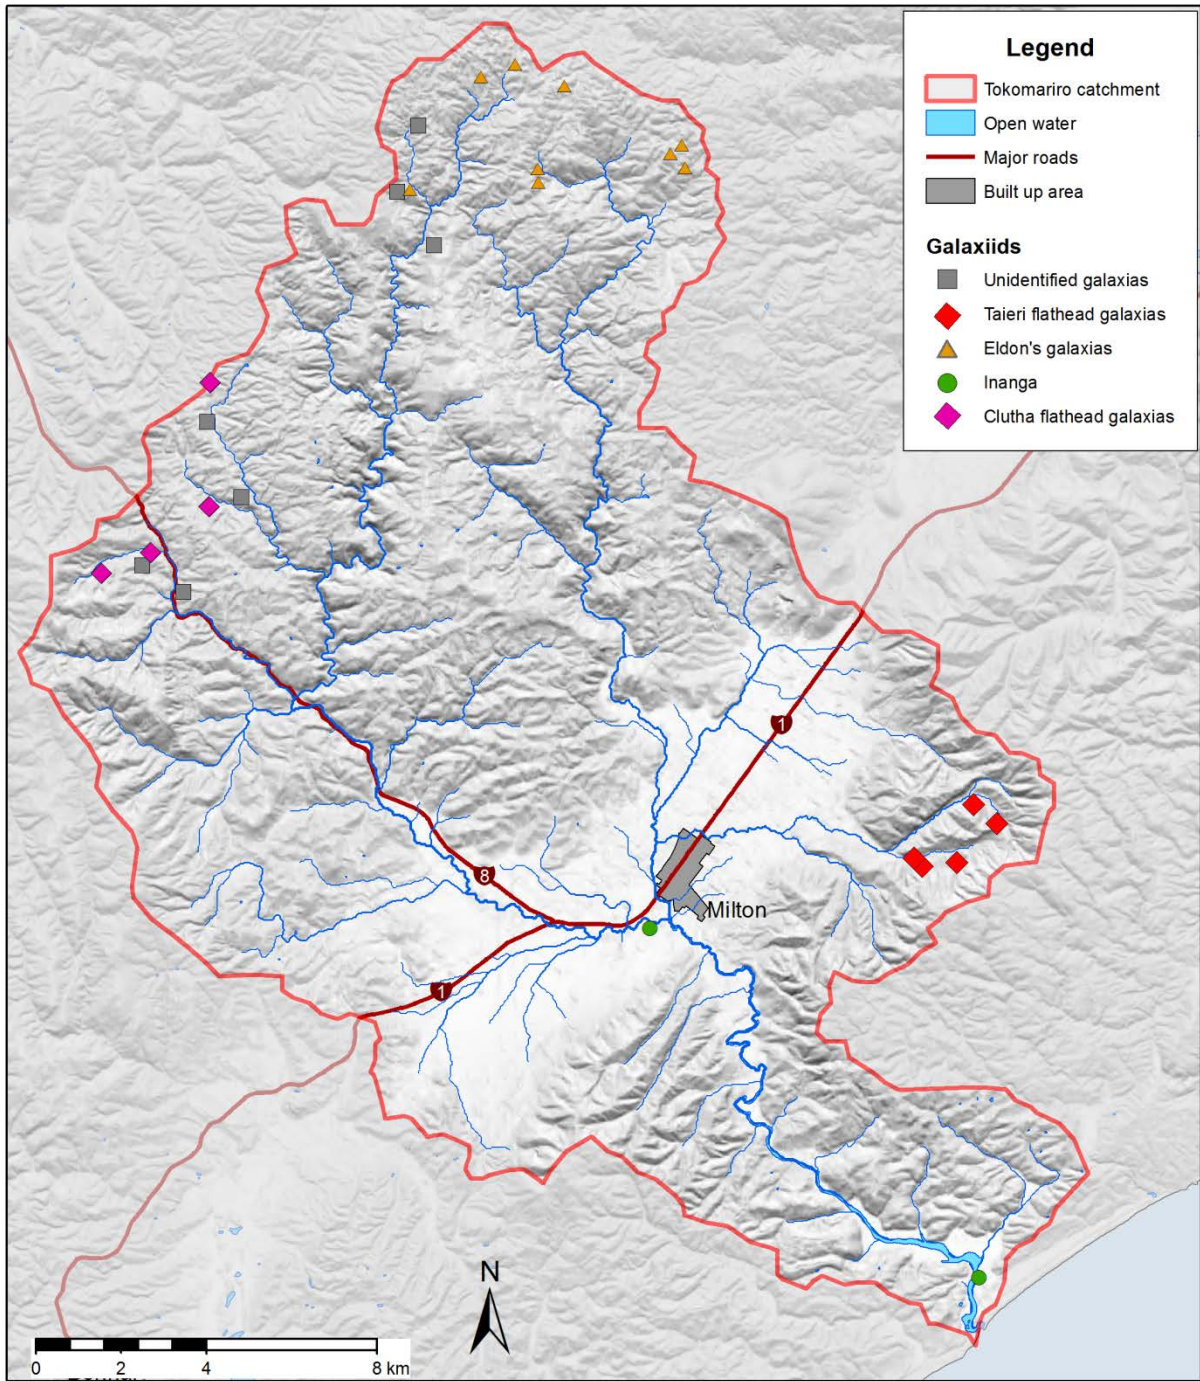 Legend
Tokomariro catchment
Open water
Major roads
Built up area
Galaxiids
Unidentified galaxias
Taieri flathead galaxias
Eldon's galaxias
Inanga
Clutha flathead galaxias
1
8
Milton
1
N
0 2 4 8 km